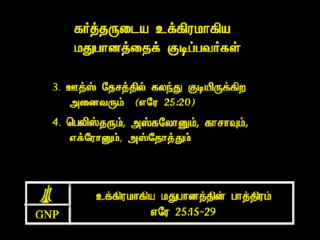 கர்த்தருடைய உக்கிரமாகிய
மதுபானத்தைக் குடிப்பவர்கள்
3. ஊத்ஸ் தேசத்தில் கலந்து குடியிருக்கிற
அனைவரும் (எரே 25:20)
4. பெலிஸ்தரும், அஸ்கலோனும், காசாவும்,
எக்ரோனும், அஸ்தோத்தும்
GNP
உக்கிரமாகிய மதுபானத்தின் பாத்திரம்
எரே 25:15-29